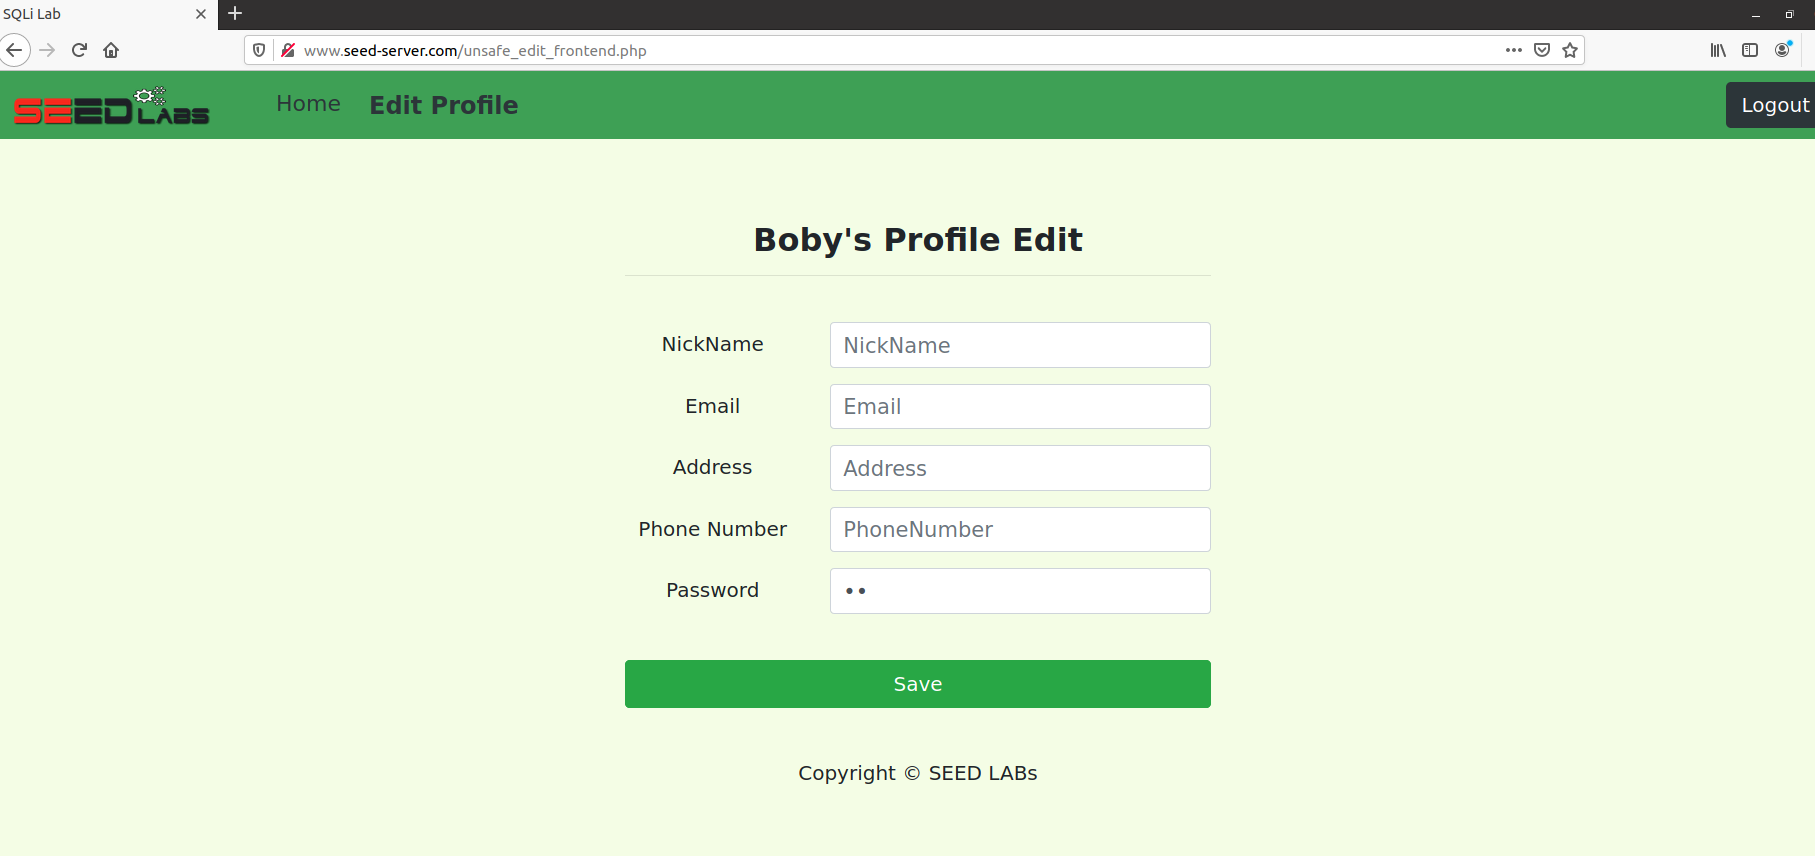 SQLi Lab
www.seed-server.com/unsafe_edit_frontend.php
SEED LABS
Home Edit Profile Logout
Boby's Profile Edit
NickName NickName
Email Email
Address Address
Phone Number PhoneNumber
Password ••
Save
Copyright © SEED LABs